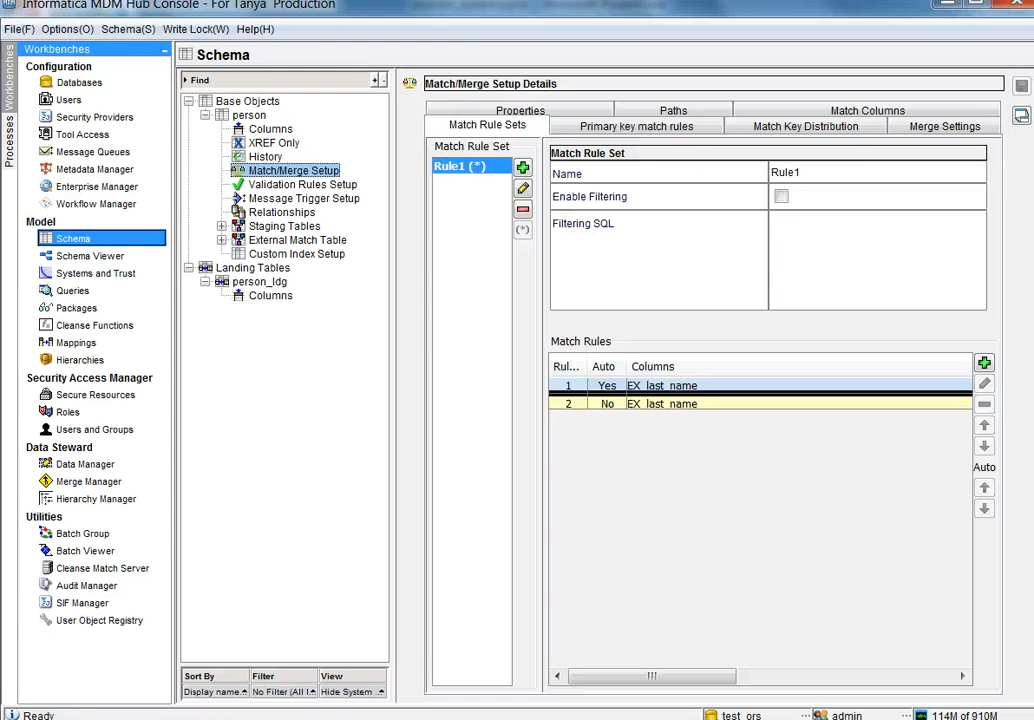 Informatica MDM Hub Console - For Tanya Production
File(F) Options(O) Schema(S) Write Lock(W) Help(H)
Workbenches
Processes
Workbenches
Configuration
Databases
Users
Security Providers
Tool Access
Message Queues
Metadata Manager
Enterprise Manager
Workflow Manager
Model
Schema
Schema Viewer
Systems and Trust
Queries
Packages
Cleanse Functions
Mappings
Hierarchies
Security Access Manager
Secure Resources
Roles
Users and Groups
Data Steward
Data Manager
Merge Manager
Hierarchy Manager
Utilities
Batch Group
Batch Viewer
Cleanse Match Server
Audit Manager
SIF Manager
User Object Registry
Schema
Find
Base Objects
person
Columns
XREF Only
History
Match/Merge Setup
Validation Rules Setup
Message Trigger Setup
Relationships
Staging Tables
External Match Table
Custom Index Setup
Landing Tables
person_ldg
Columns
Sort By Filter View
Display name. No Filter (All I. Hide System ..
Match/Merge Setup Details
Properties Paths Match Columns
Match Rule Sets Primary key match rules Match Key Distribution Merge Settings
Match Rule Set
Rule1 (*)
(*)
Match Rule Set
Name Rule1
Enable Filtering
Filtering SQL
Match Rules
Rul... Auto Columns
1 Yes EX last_name
2 No EX last_name
Auto
Ready test_ors admin 114M of 910M